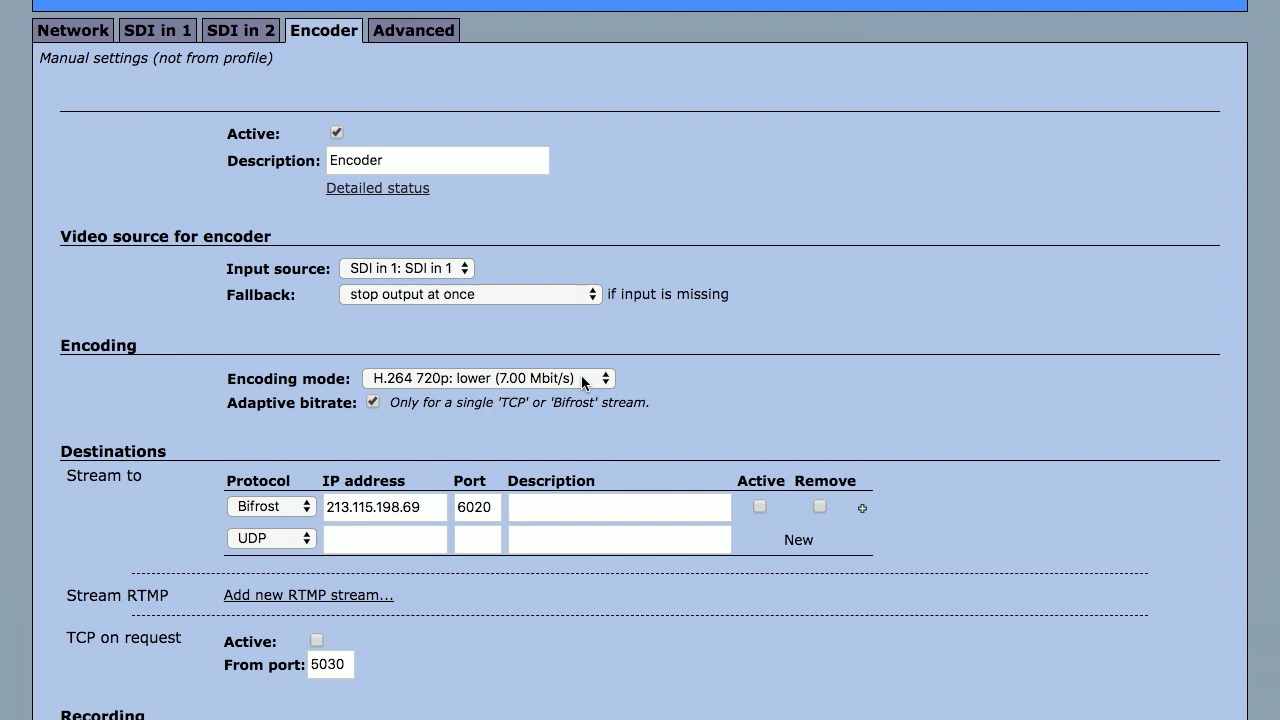 Network SDI in 1 SDI in 2 Encoder Advanced
Manual settings (not from profile)
Active:
Description: Encoder
Detailed status
Video source for encoder
Input source: SDI in 1: SDI in 1
Fallback: stop output at once if input is missing
Encoding
Encoding mode: H.264 720p: lower (7.00 Mbit/s)
Adaptive bitrate: Only for a single 'TCP' or 'Bifrost' stream.
Destinations
Stream to Protocol IP address Port Description Active Remove
Bifrost 213.115.198.69 6020
UDP New
Stream RTMP Add new RTMP stream...
TCP on request Active:
From port: 5030
Recording